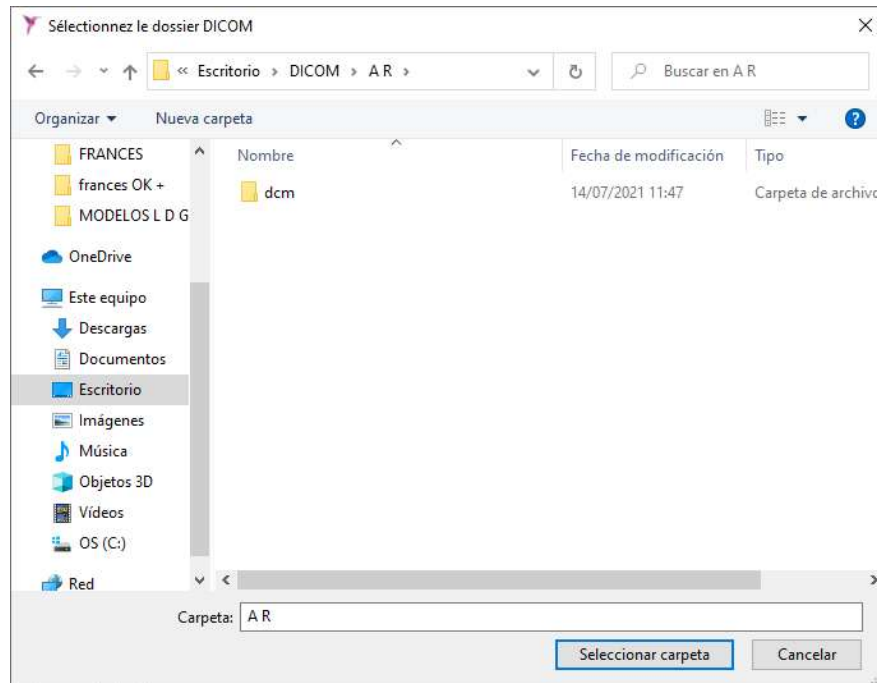 Sélectionnez le dossier DICOM
« Escritorio > DICOM > A R >
Buscar en A R
Organizar
Nueva carpeta
FRANCES
frances OK +
MODELOS L D G
OneDrive
Este equipo
Descargas
Documentos
Escritorio
Imágenes
Música
Objetos 3D
Vídeos
OS (C:)
Red
Nombre
Fecha de modificación
Tipo
dcm
14/07/2021 11:47
Carpeta de archivo
Carpeta:
A R
Seleccionar carpeta
Cancelar